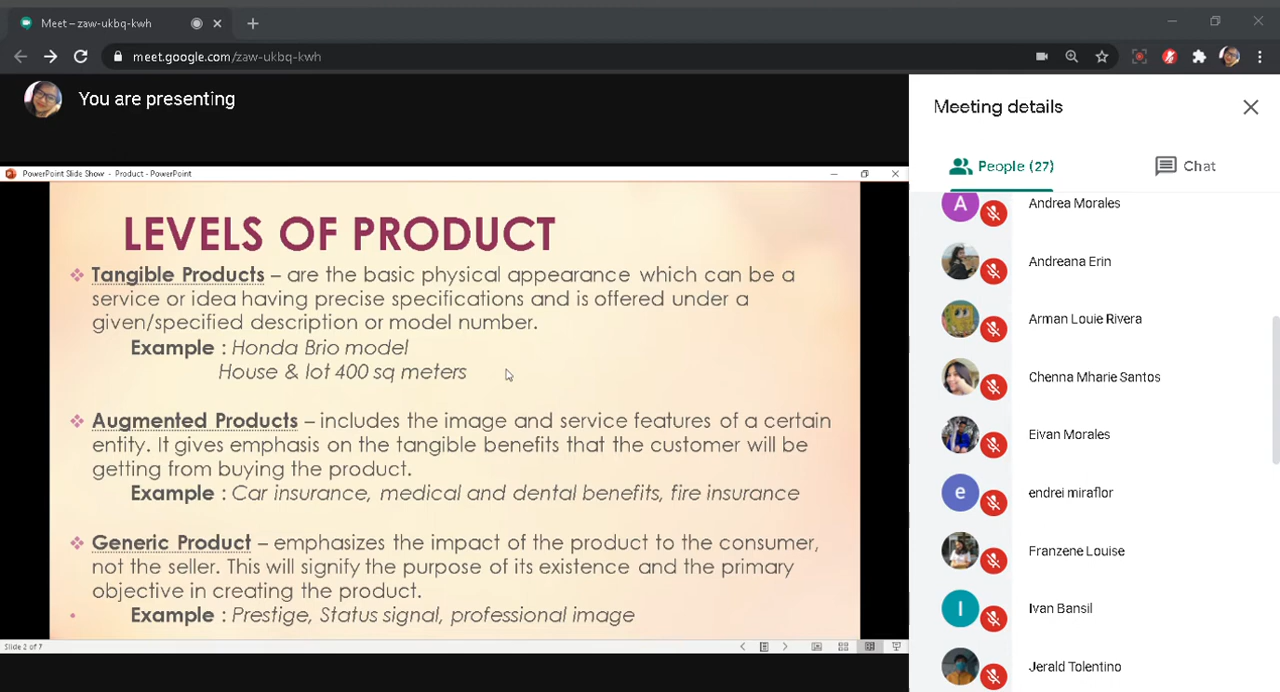 Meet – zaw-ukbq-kwh
meet.google.com/zaw-ukbq-kwh
You are presenting
PowerPoint Slide Show - Product - PowerPoint
LEVELS OF PRODUCT
Tangible Products – are the basic physical appearance which can be a
service or idea having precise specifications and is offered under a
given/specified description or model number.
Example : Honda Brio model
House & lot 400 sq meters
Augmented Products – includes the image and service features of a certain
entity. It gives emphasis on the tangible benefits that the customer will be
getting from buying the product.
Example : Car insurance, medical and dental benefits, fire insurance
Generic Product – emphasizes the impact of the product to the consumer,
not the seller. This will signify the purpose of its existence and the primary
objective in creating the product.
Example : Prestige, Status signal, professional image
Slide 2 of 7
Meeting details
People (27)
Chat
A
Andrea Morales
Andreana Erin
Arman Louie Rivera
Chenna Mharie Santos
Eivan Morales
e
endrei miraflor
Franzene Louise
I
Ivan Bansil
Jerald Tolentino